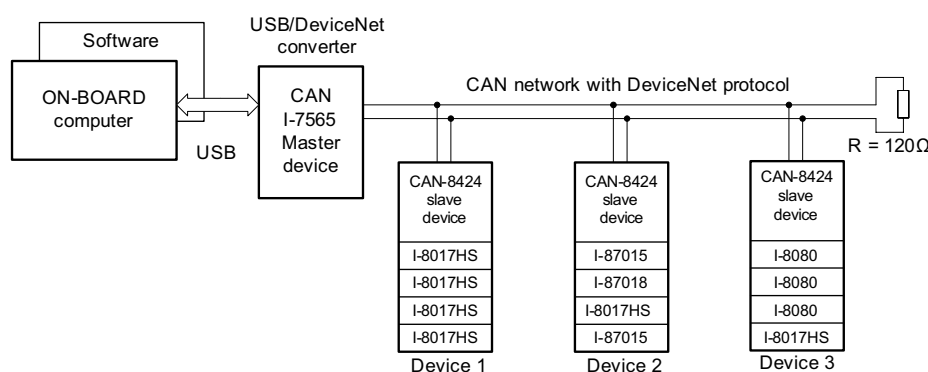 USB/DeviceNet
converter
Software
ON-BOARD
computer
USB
CAN
I-7565
Master
device
CAN network with DeviceNet protocol
R = 120Ω
CAN-8424
slave
device
I-8017HS
I-8017HS
I-8017HS
I-8017HS
Device 1
CAN-8424
slave
device
I-87015
I-87018
I-8017HS
I-87015
Device 2
CAN-8424
slave
device
I-8080
I-8080
I-8080
I-8017HS
Device 3